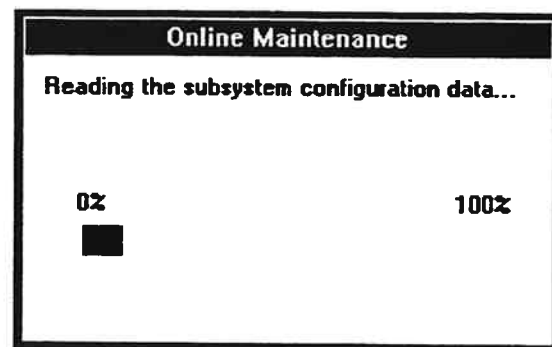 Online Maintenance
Reading the subsystem configuration data...
0% 100%